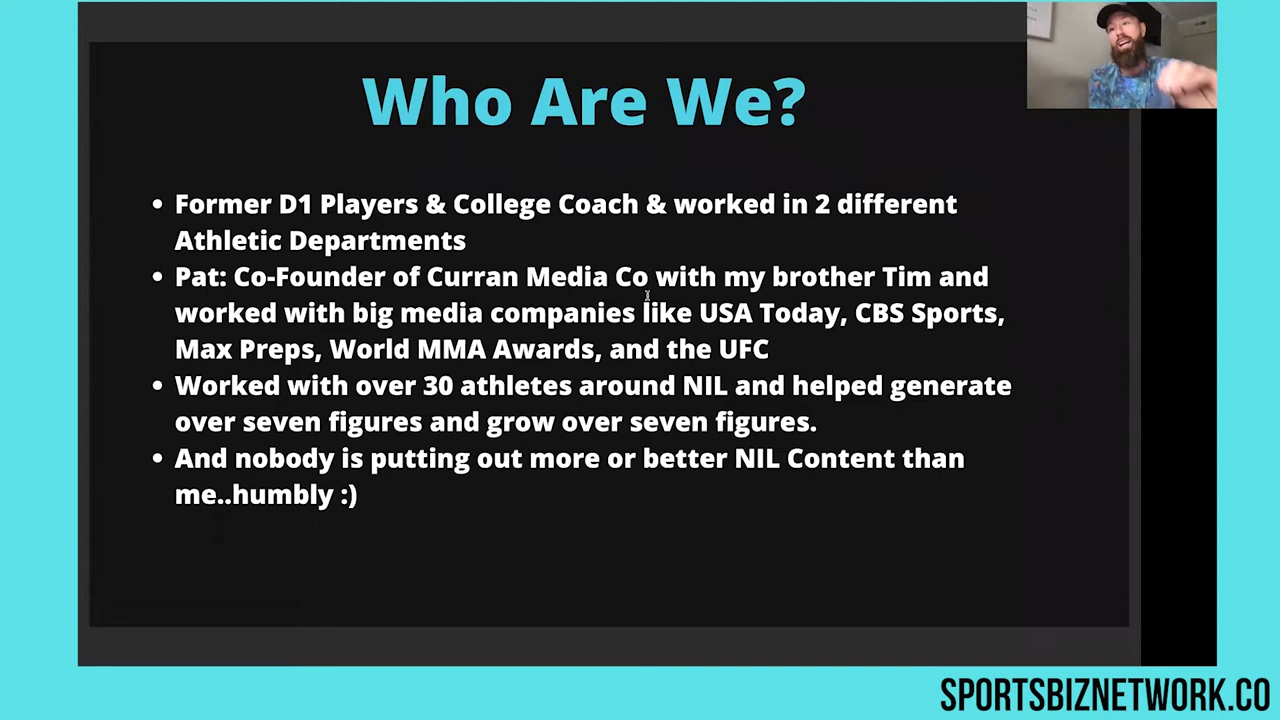 Who Are We?
• Former D1 Players & College Coach & worked in 2 different
Athletic Departments
• Pat: Co-Founder of Curran Media Co with my brother Tim and
worked with big media companies like USA Today, CBS Sports,
Max Preps, World MMA Awards, and the UFC
• Worked with over 30 athletes around NIL and helped generate
over seven figures and grow over seven figures.
• And nobody is putting out more or better NIL Content than
me..humbly :)
SPORTSBIZNETWORK.CO